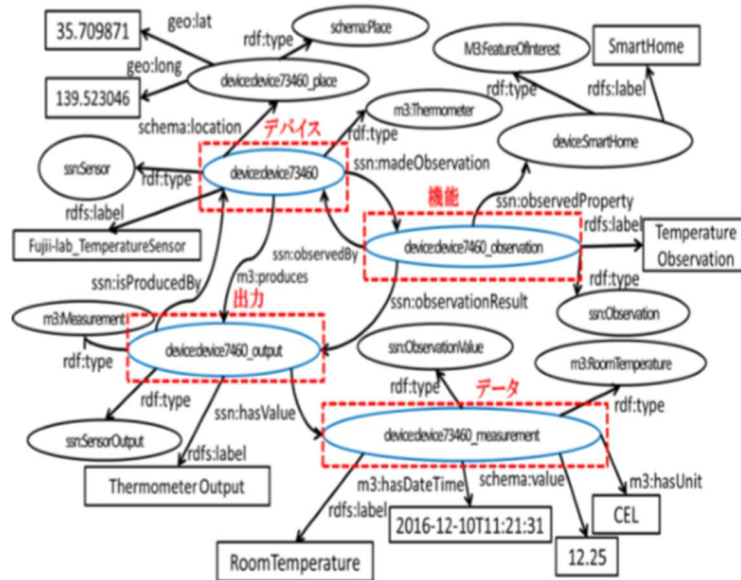 35.709871
geo:lat
rdf:type
schema:Place
M3:FeatureOfInterest
SmartHome
geo:long
device:device73460_place
139.523046
rdf:type
rdfs:label
schema:location
デバイス
m3:Thermometer
rdf:type
device:SmartHome
ssn:Sensor
rdf:type
device:device73460
ssn:madeObservation
機能
ssn:observedProperty
rdfs:label
rdfs:label
Fujii-lab_TemperatureSensor
ssn:observedBy
device:device7460_observation
Temperature
Observation
ssn:isProducedBy
m3:produces
rdf:type
出力
ssn:observationResult
ssn:Observation
m3:Measurement
rdf:type
device:device7460_output
ssn:ObservationValue
m3:RoomTemperature
rdf:type
データ
rdf:type
rdf:type
ssn:hasValue
ssn:SensorOutput
rdfs:label
device:device73460_measurement
Thermometer Output
m3:hasDateTime
schema:value
m3:hasUnit
rdfs:label
2016-12-10T11:21:31
CEL
RoomTemperature
12.25